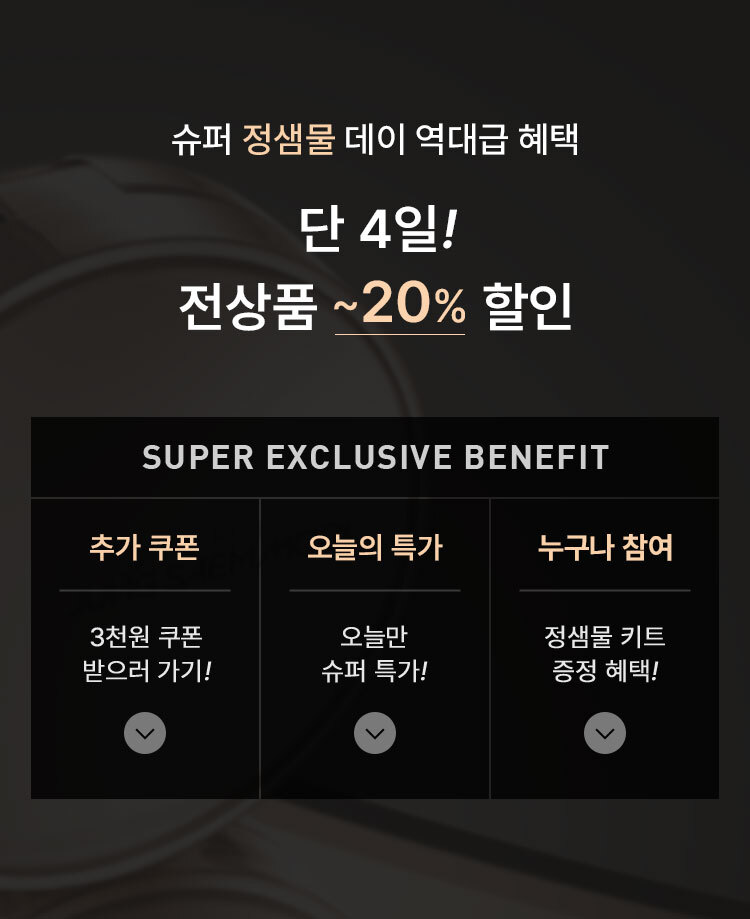 슈퍼 정샘물 데이 역대급 혜택
단 4일!
전상품 ~20% 할인
SUPER EXCLUSIVE BENEFIT
추가 쿠폰
3천원 쿠폰
받으러 가기!
오늘의 특가
오늘만
슈퍼 특가!
누구나 참여
정샘물 키트
증정 혜택!